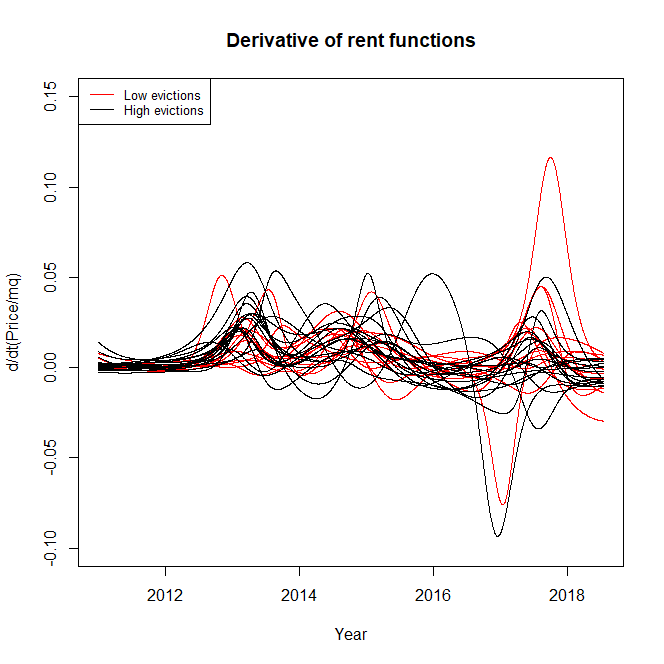 Derivative of rent functions
Low evictions
High evictions
d/dt(Price/mq)
0.15
0.10
0.05
0.00
-0.05
-0.10
2012
2014
2016
2018
Year